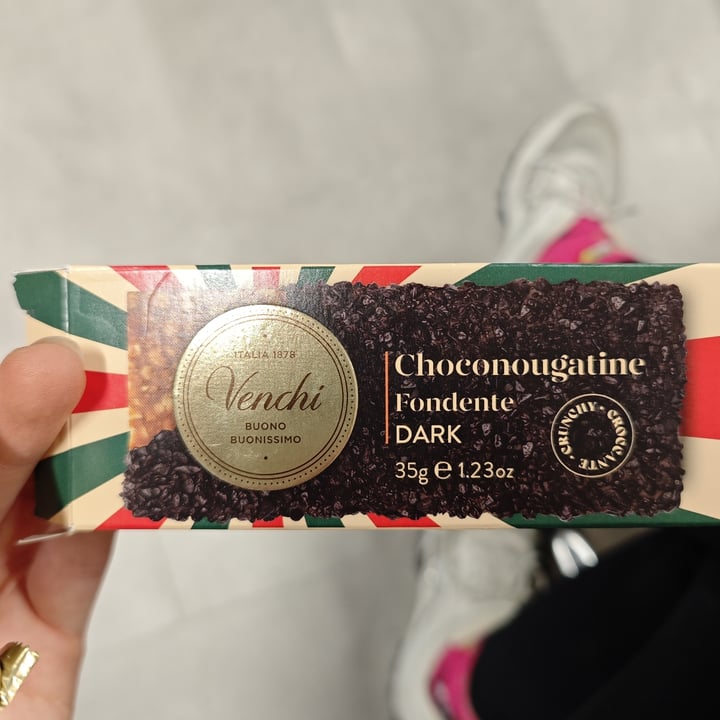 ITALIA 1878
Venchi
BUONO
BUONISSIMO
Choconougatine
Fondente
DARK
35g e 1.23oz
CRUNCHY • CROCCANTE •